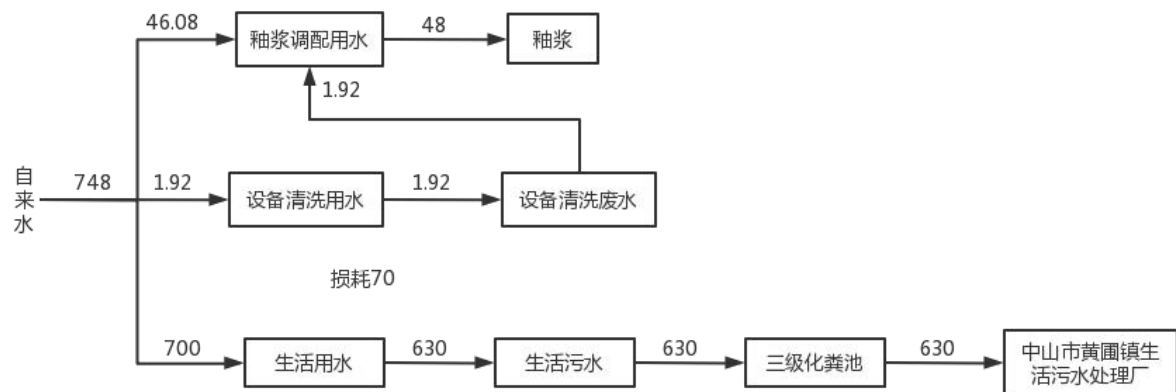 46.08
釉浆调配用水
48
釉浆
1.92
自
来
水
748
1.92
设备清洗用水
1.92
设备清洗废水
损耗70
700
生活用水
630
生活污水
630
三级化粪池
630
中山市黄圃镇生
活污水处理厂